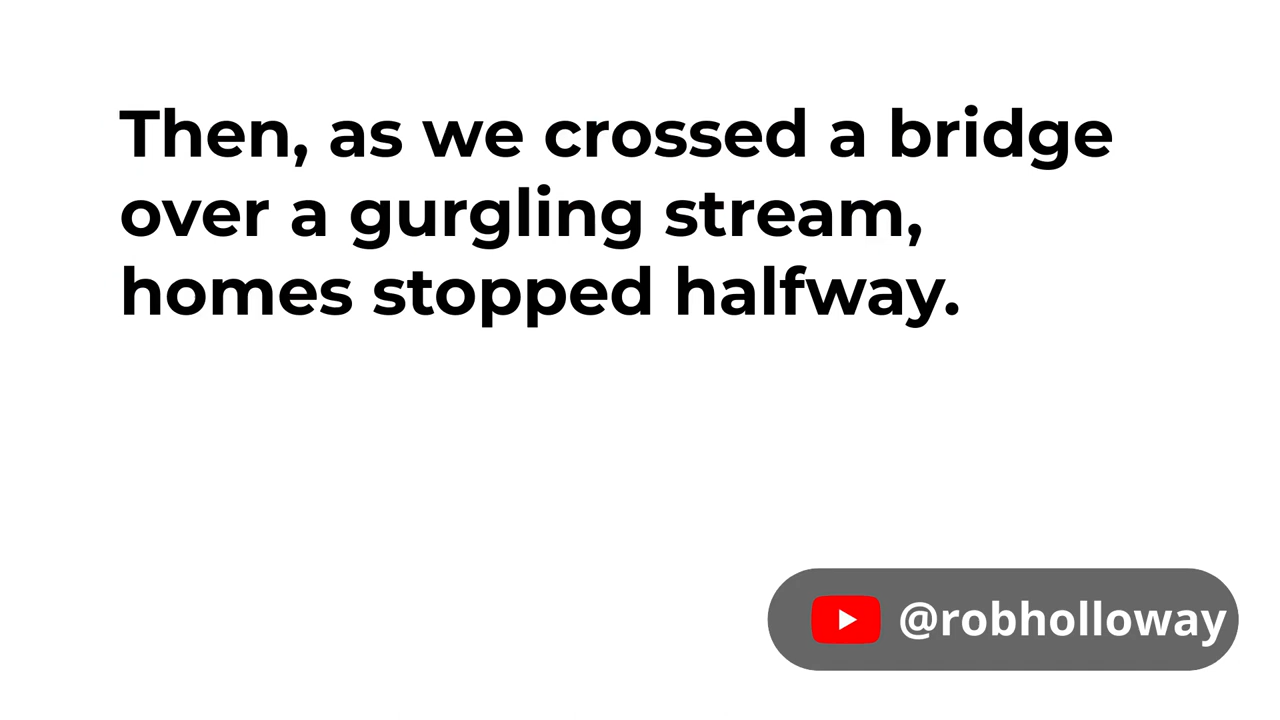 Then, as we crossed a bridge
over a gurgling stream,
homes stopped halfway.
@robholloway